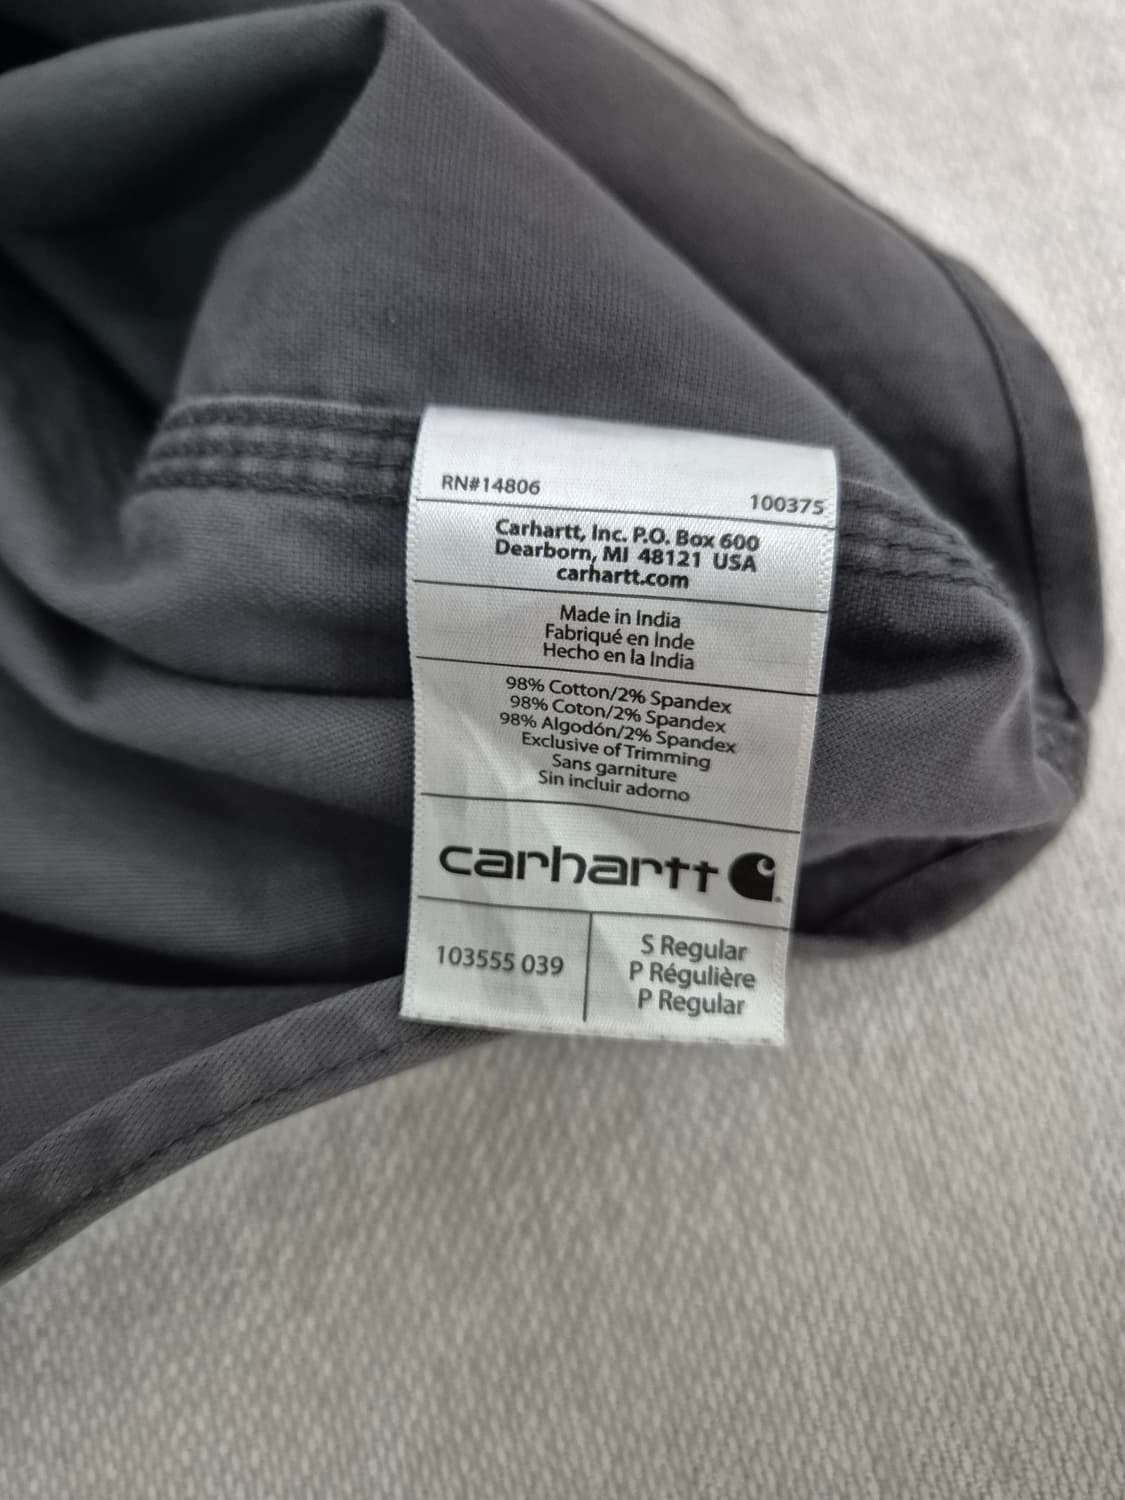 RN#14806
100375
Carhartt, Inc. P.O. Box 600
Dearborn, MI 48121 USA
carhartt.com
Made in India
Fabriqué en Inde
Hecho en la India
98% Cotton/2% Spandex
98% Coton/2% Spandex
98% Algodón/2% Spandex
Exclusive of Trimming
Sans garniture
Sin incluir adorno
carhartt
103555 039
S Regular
P Régulière
P Regular